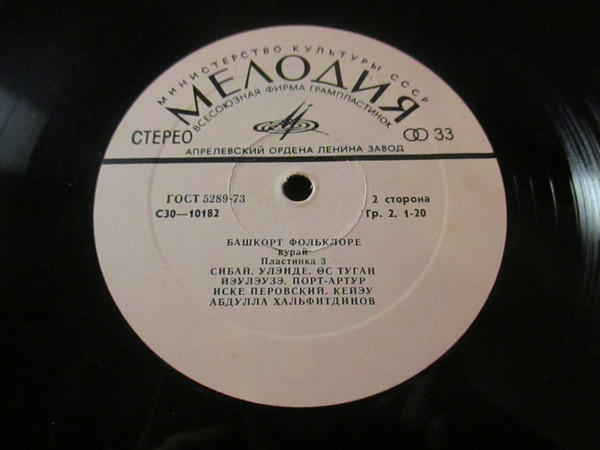 МИНИСТЕРСТВО КУЛЬТУРЫ СССР
МЕЛОДИЯ
ВСЕСОЮЗНАЯ ФИРМА ГРАМПЛАСТИНОК
СТЕРЕО 33
АПРЕЛЕВСКИЙ ОРДЕНА ЛЕНИНА ЗАВОД
ГОСТ 5289-73 2 сторона
С30—10182 Гр. 2. 1-20
БАШКОРТ ФОЛЬКЛОРЕ
курай
Пластинка 3
СИБАЙ. УЛЭНДЕ. ӨС ТУГАН
ЙЭУЛЭУЗЭ. ПОРТ-АРТУР
ИСКЕ ПЕРОВСКИЙ. КЕЙЭУ
АБДУЛЛА ХАЛЬФИТДИНОВ